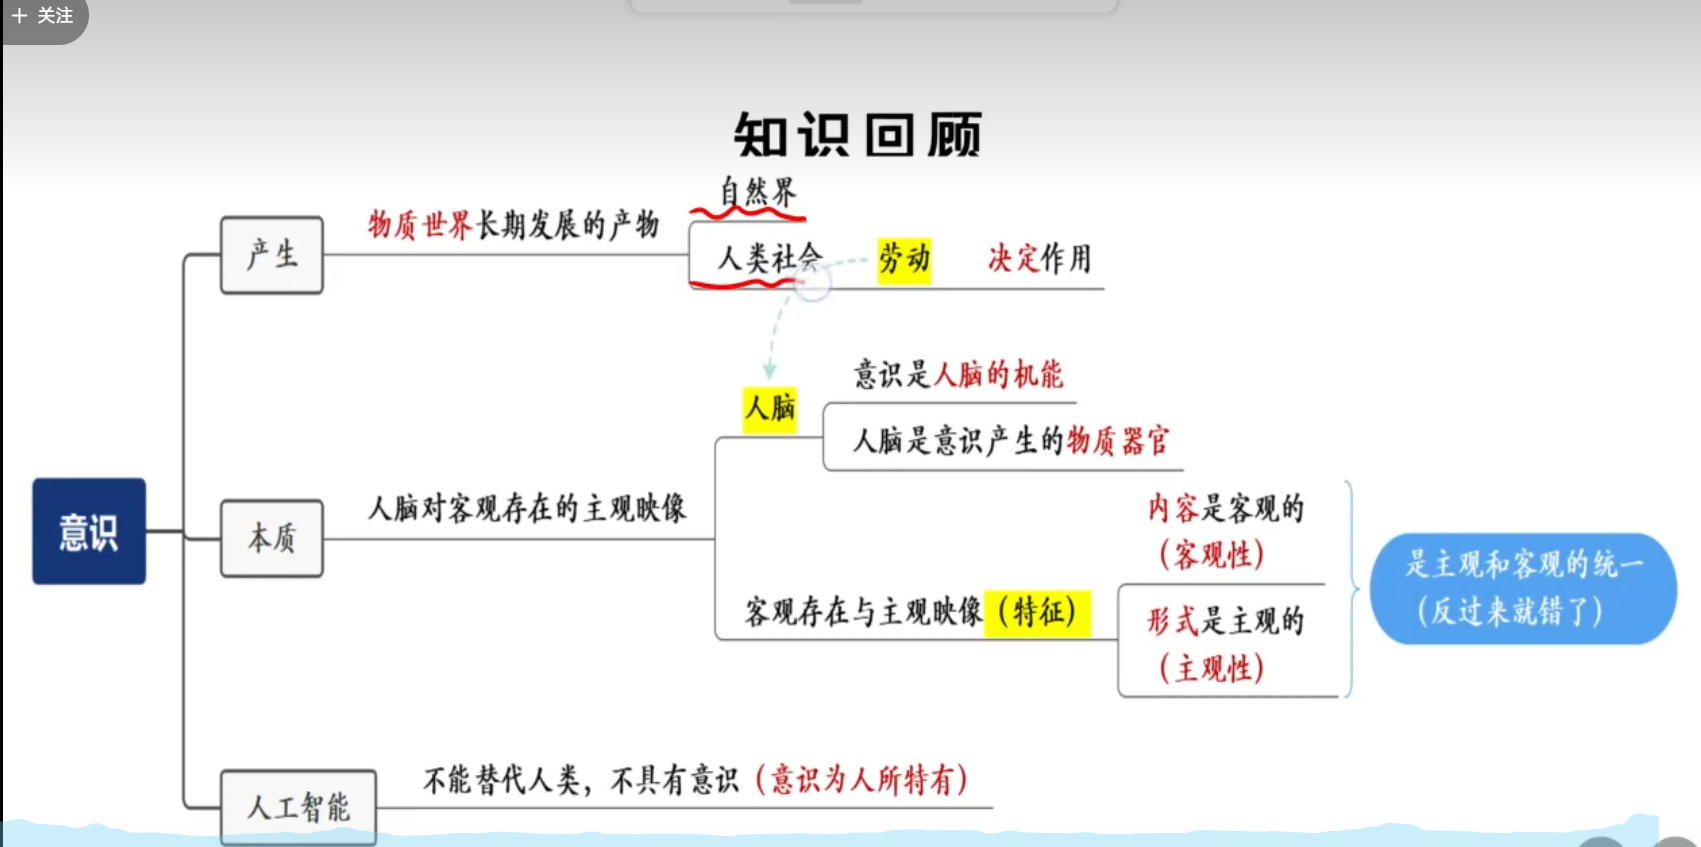 + 关注
知识回顾
自然界
物质世界长期发展的产物
产生
人类社会
劳动
决定作用
意识是人脑的机能
人脑
人脑是意识产生的物质器官
意识
本质
人脑对客观存在的主观映像
内容是客观的
（客观性）
客观存在与主观映像（特征）
形式是主观的
（主观性）
是主观和客观的统一
（反过来就错了）
人工智能
不能替代人类，不具有意识（意识为人所特有）